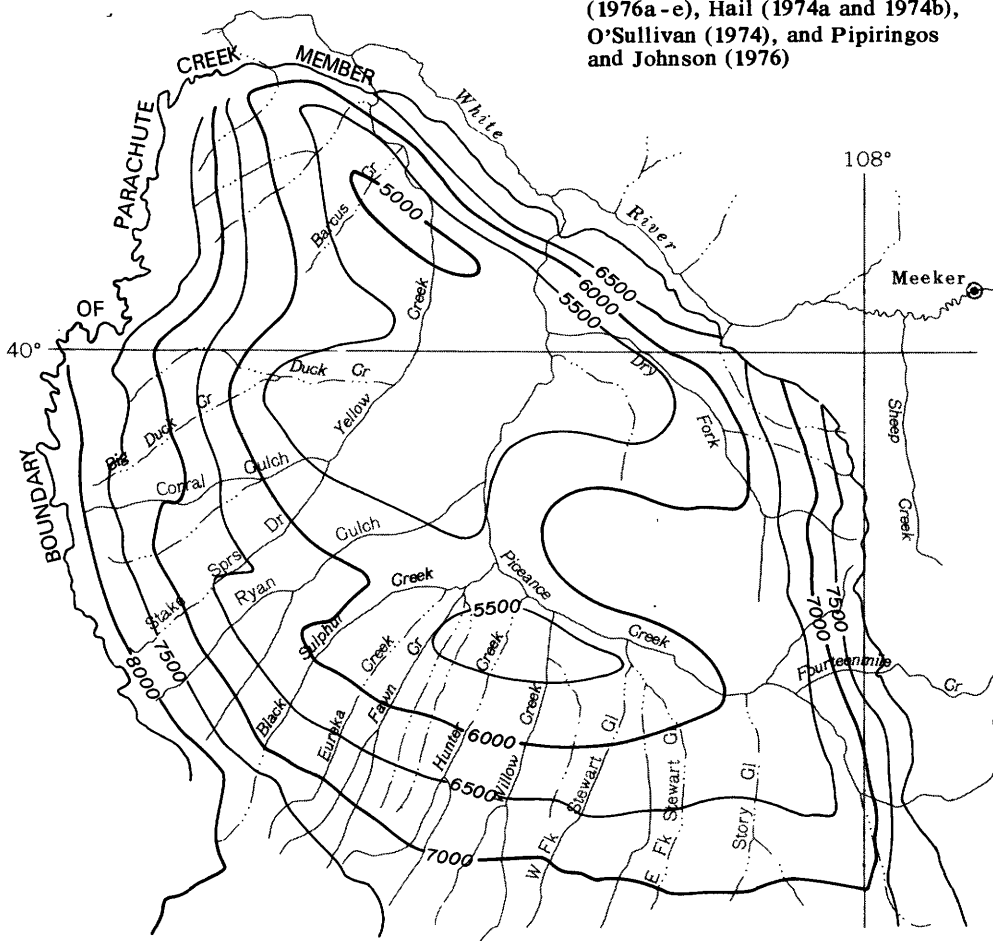 (1976a-e), Hail (1974a and 1974b),
O'Sullivan (1974), and Pipiringos
and Johnson (1976)
CREEK
MEMBER
White
108°
PARACHUTE
River
5000
Barcus
6500
Meeker
6000
5500
OF
Creek
40°
Duck Cr
Dry
Big Duck Cr
Yellow
Fork
Sheep
Corral Gulch
BOUNDARY
Creek
Stake Sprs Dr
Gulch
Ryan
Creek
Piceance
5500
7500
7000
Sulphur
Creek
Creek
Cr
Creek
7500
8000
Fourteenmile
Cr
Black
Eureka
Fawn
Hunter
Willow
Creek
6000
W Fk Stewart Gl
E Fk Stewart Gl
Story Gl
6500
7000